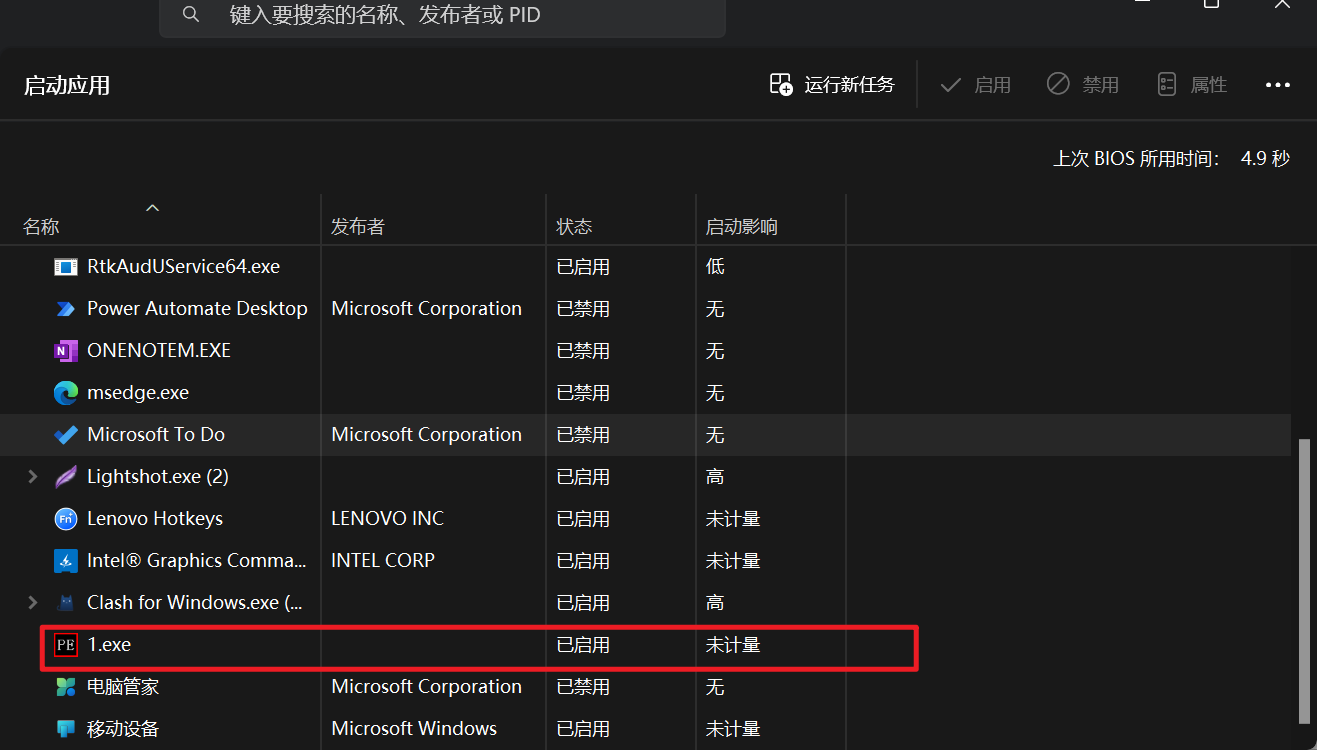 键入要搜索的名称、发布者或 PID
启动应用 运行新任务 启用 禁用 属性
上次 BIOS 所用时间: 4.9 秒
名称 发布者 状态 启动影响
RtkAudUService64.exe 已启用 低
Power Automate Desktop Microsoft Corporation 已禁用 无
N ONENOTEM.EXE 已禁用 无
msedge.exe 已禁用 无
Microsoft To Do Microsoft Corporation 已禁用 无
Lightshot.exe (2) 已启用 高
Fn Lenovo Hotkeys LENOVO INC 已启用 未计量
Intel® Graphics Comma... INTEL CORP 已启用 未计量
Clash for Windows.exe (... 已启用 高
PE 1.exe 已启用 未计量
电脑管家 Microsoft Corporation 已禁用 无
移动设备 Microsoft Windows 已启用 未计量